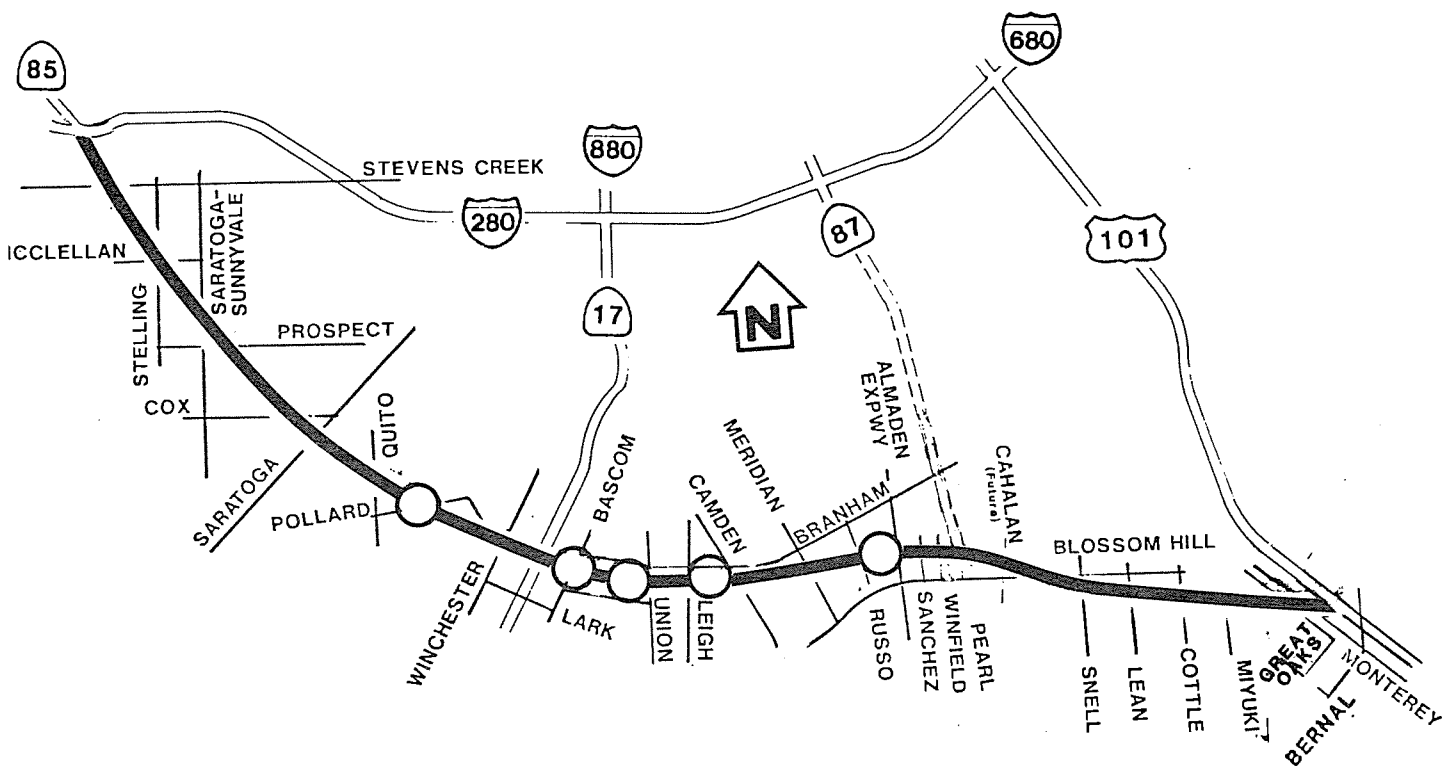 85
680
880
STEVENS CREEK
280
87
101
ICCLELLAN
SARATOGA-
SUNNYVALE
STELLING
N
17
PROSPECT
COX
QUITO
ALMADEN
EXPWY
SARATOGA
POLLARD
BASCOM
CAMDEN
MERIDIAN
BRANHAM
CAHALAN
(Future)
BLOSSOM HILL
WINCHESTER
LARK
UNION
LEIGH
RUSSO
SANCHEZ
WINFIELD
PEARL
SNELL
LEAN
COTTLE
MIYUKI
GREAT
OAKS
MONTEREY
BERNAL